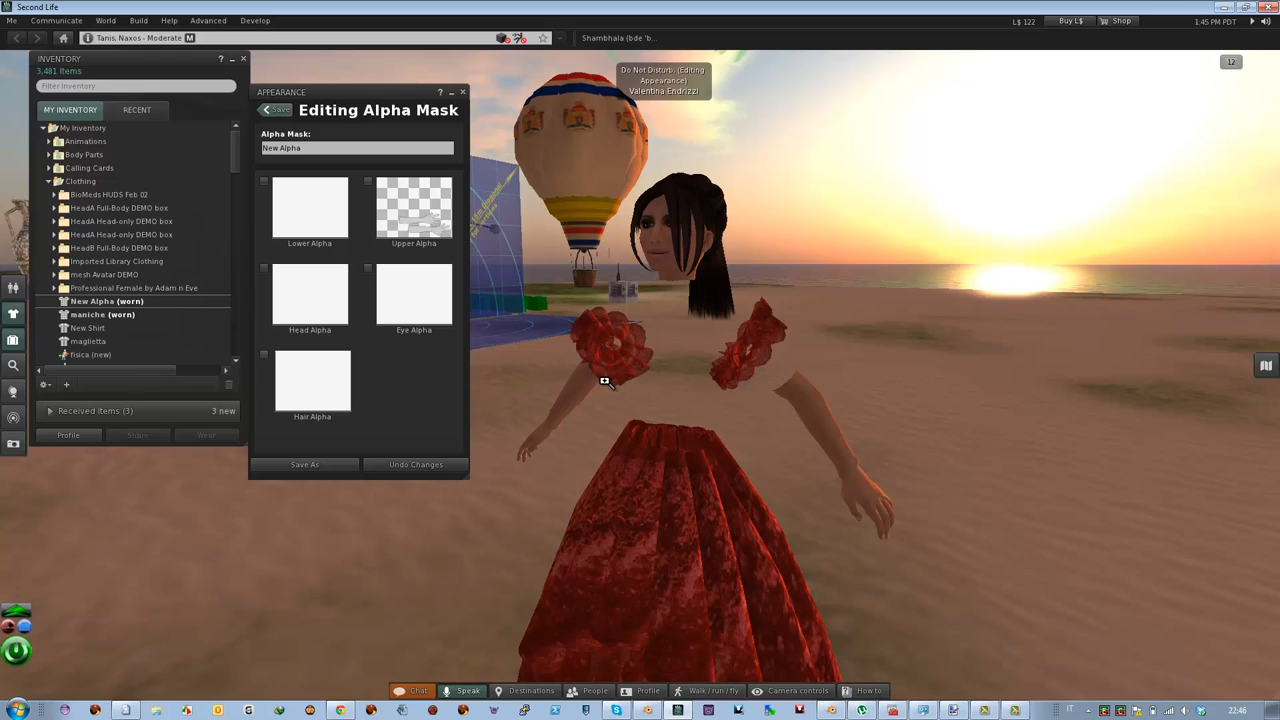 Second Life
Me Communicate World Build Help Advanced Develop
L$ 122 Buy L$ Shop 1:45 PM PDT
Tanis, Naxos - Moderate M
Shambhala (bde 'b...
12
INVENTORY
3,481 Items
Filter Inventory
MY INVENTORY RECENT
My Inventory
Animations
Body Parts
Calling Cards
Clothing
BioMeds HUDS Feb 02
HeadA Full-Body DEMO box
HeadA Head-only DEMO box
HeadA Head-only DEMO box
HeadB Full-Body DEMO box
Imported Library Clothing
mesh Avatar DEMO
Professional Female by Adam n Eve
New Alpha (worn)
maniche (worn)
New Shirt
maglietta
fisica (new)
Received Items (3) 3 new
Profile Share Wear
APPEARANCE
Save Editing Alpha Mask
Alpha Mask:
New Alpha
Lower Alpha Upper Alpha
Head Alpha Eye Alpha
Hair Alpha
Save As Undo Changes
Do Not Disturb, (Editing
Appearance)
Valentina Endrizzi
Chat Speak Destinations People Profile Walk / run / fly Camera controls How to
IT 22:46